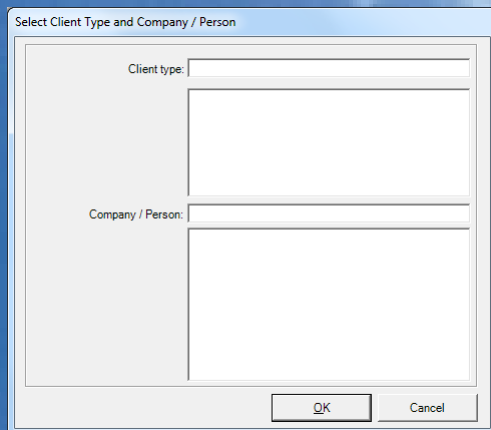 Select Client Type and Company / Person
Client type:
Company / Person:
OK
Cancel